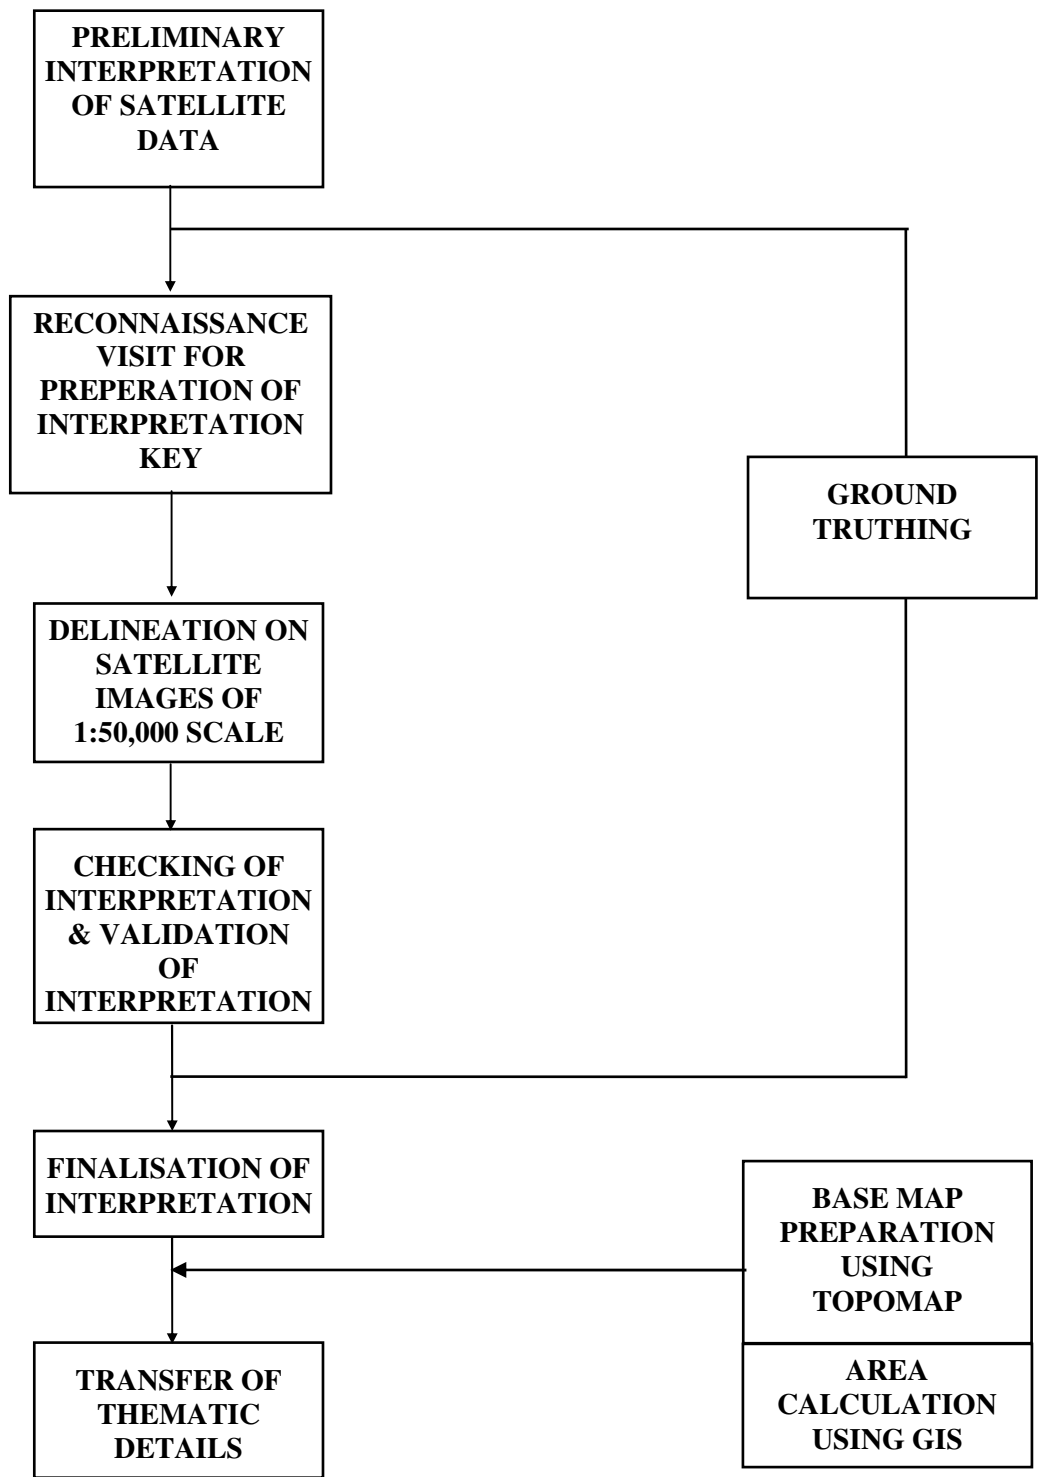 PRELIMINARY
INTERPRETATION
OF SATELLITE
DATA
RECONNAISSANCE
VISIT FOR
PREPERATION OF
INTERPRETATION
KEY
GROUND
TRUTHING
DELINEATION ON
SATELLITE
IMAGES OF
1:50,000 SCALE
CHECKING OF
INTERPRETATION
& VALIDATION
OF
INTERPRETATION
FINALISATION OF
INTERPRETATION
BASE MAP
PREPARATION
USING
TOPOMAP
TRANSFER OF
THEMATIC
DETAILS
AREA
CALCULATION
USING GIS